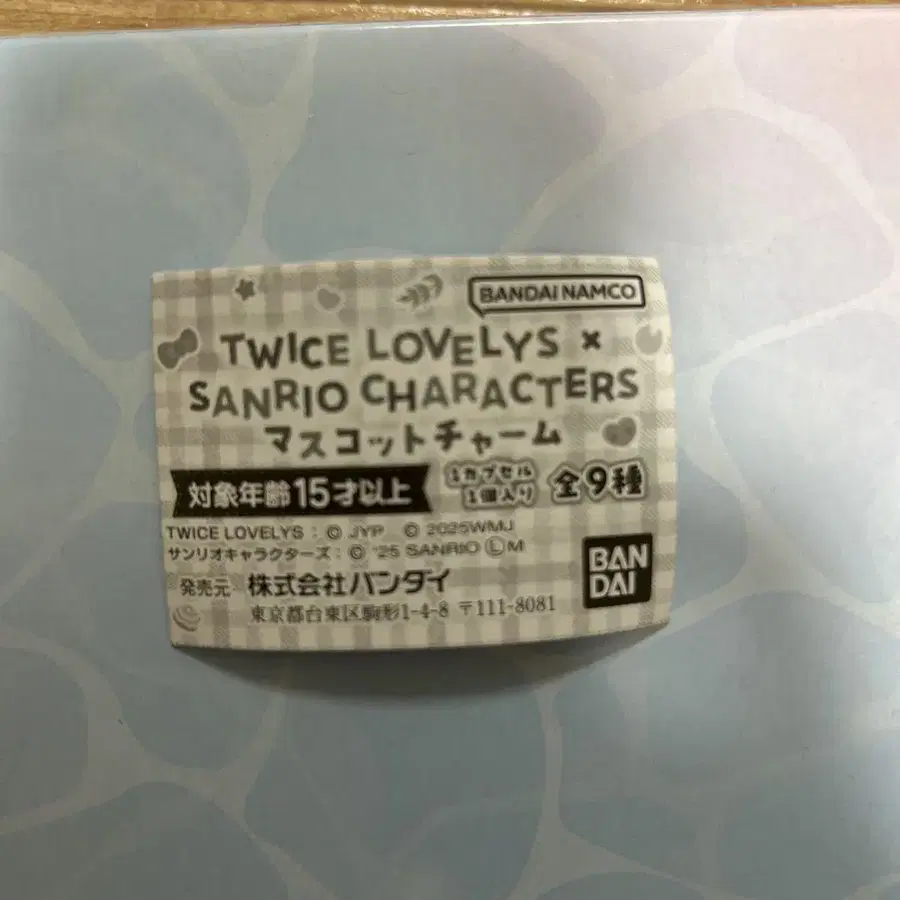 BANDAI NAMCO
TWICE LOVELYS ×
SANRIO CHARACTERS
マスコットチャーム
対象年齢15才以上
1カプセル
1個入り
全9種
TWICE LOVELYS : © JYP © 2025WMJ
サンリオキャラクターズ : © '25 SANRIO Ⓛ M
発売元 株式会社バンダイ
東京都台東区駒形1-4-8 〒111-8081
BAN
DAI